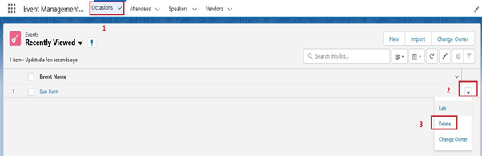 Event Management... Occasions Attendees Speakers Vendors
1
Events
Recently Viewed
New Import Change Owner
1 item • Updated a few seconds ago
Search this list...
Event Name
1 Sun Burn
2
Edit
3 Delete
Change Owner